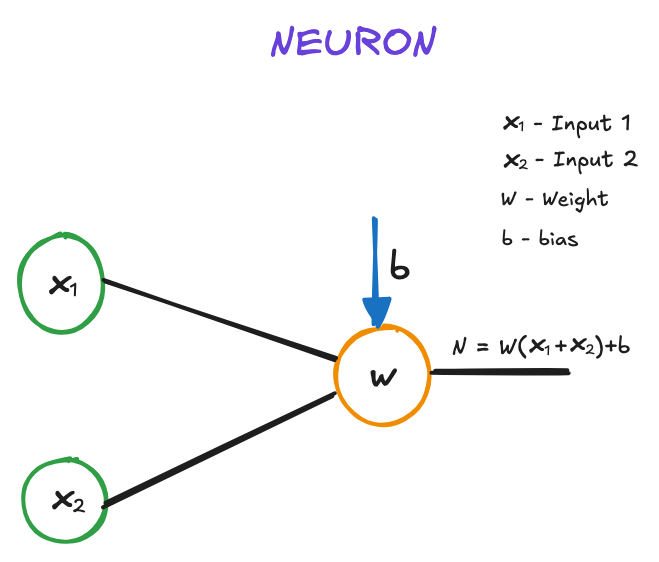 NEURON
x₁ - Input 1
x₂ - Input 2
W - Weight
b - bias
b
x₁
N = W(x₁+x₂)+b
W
x₂